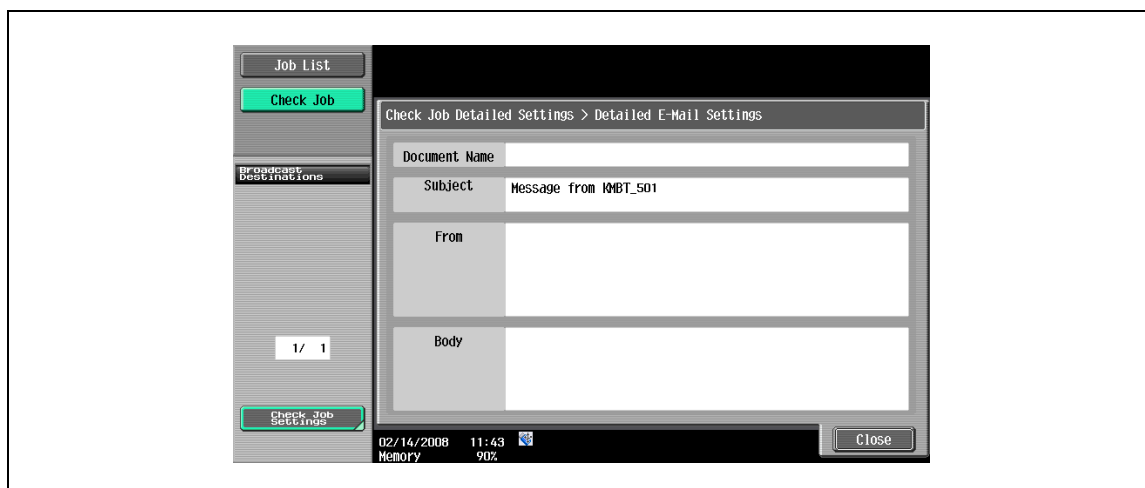 Job List
Check Job
Check Job Detailed Settings > Detailed E-Mail Settings
Broadcast
Destinations
Document Name
Subject
Message from KMBT_501
From
Body
1/ 1
Check Job
Settings
02/14/2008 11:43
Memory 90%
Close